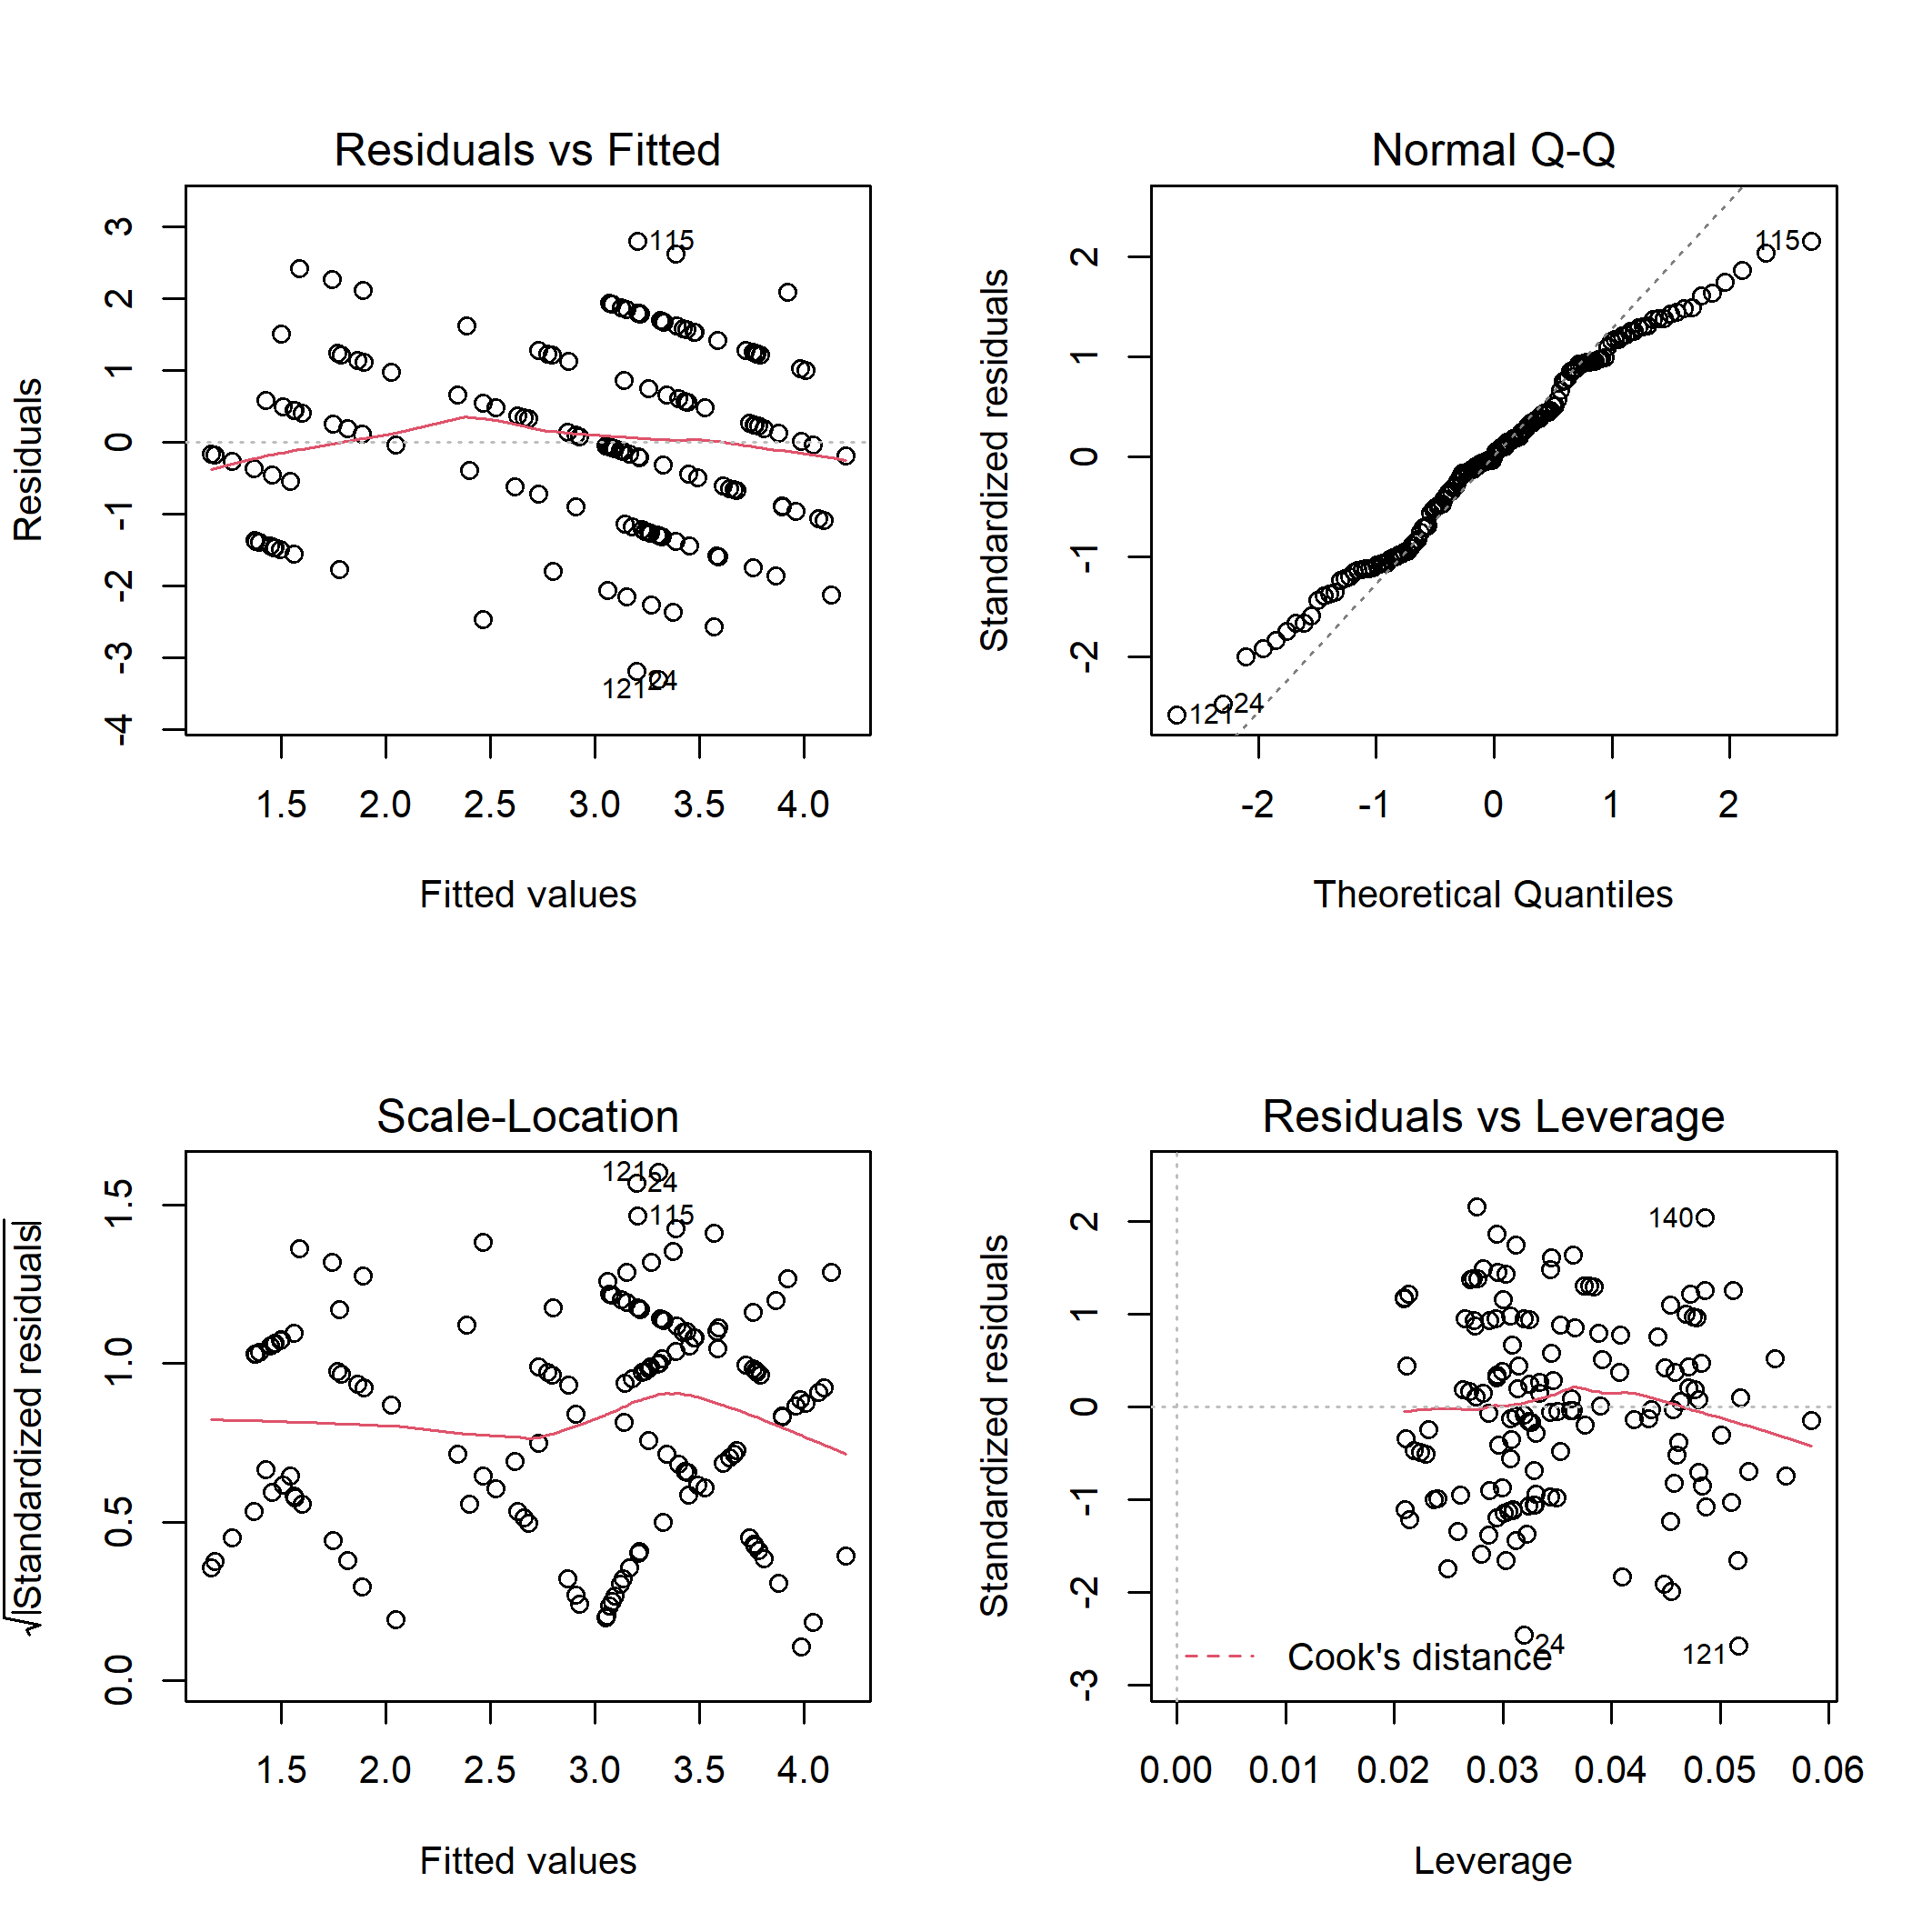 Residuals vs Fitted
Residuals
3
2
1
0
-1
-2
-3
-4
115
121
24
1.5 2.0 2.5 3.0 3.5 4.0
Fitted values
Normal Q-Q
Standardized residuals
2
1
0
-1
-2
115
121
24
-2 -1 0 1 2
Theoretical Quantiles
Scale-Location
√|Standardized residuals|
1.5
1.0
0.5
0.0
121
24
115
1.5 2.0 2.5 3.0 3.5 4.0
Fitted values
Residuals vs Leverage
Standardized residuals
2
1
0
-1
-2
-3
140
24
121
Cook's distance
0.00 0.01 0.02 0.03 0.04 0.05 0.06
Leverage